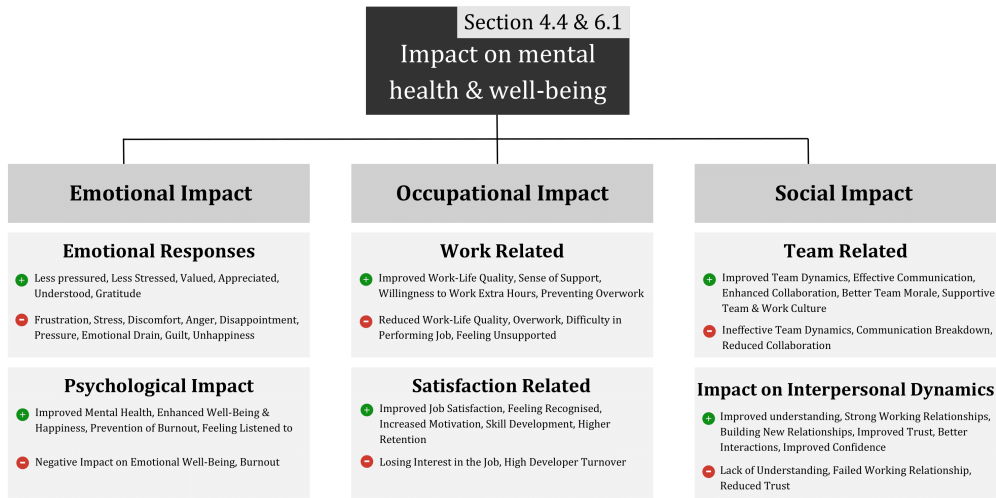 Section 4.4 & 6.1
Impact on mental
health & well-being
Emotional Impact
Emotional Responses
Less pressured, Less Stressed, Valued, Appreciated,
Understood, Gratitude
Frustration, Stress, Discomfort, Anger, Disappointment,
Pressure, Emotional Drain, Guilt, Unhappiness
Psychological Impact
Improved Mental Health, Enhanced Well-Being &
Happiness, Prevention of Burnout, Feeling Listened to
Negative Impact on Emotional Well-Being, Burnout
Occupational Impact
Work Related
Improved Work-Life Quality, Sense of Support,
Willingness to Work Extra Hours, Preventing Overwork
Reduced Work-Life Quality, Overwork, Difficulty in
Performing Job, Feeling Unsupported
Satisfaction Related
Improved Job Satisfaction, Feeling Recognised,
Increased Motivation, Skill Development, Higher
Retention
Losing Interest in the Job, High Developer Turnover
Social Impact
Team Related
Improved Team Dynamics, Effective Communication,
Enhanced Collaboration, Better Team Morale, Supportive
Team & Work Culture
Ineffective Team Dynamics, Communication Breakdown,
Reduced Collaboration
Impact on Interpersonal Dynamics
Improved understanding, Strong Working Relationships,
Building New Relationships, Improved Trust, Better
Interactions, Improved Confidence
Lack of Understanding, Failed Working Relationship,
Reduced Trust